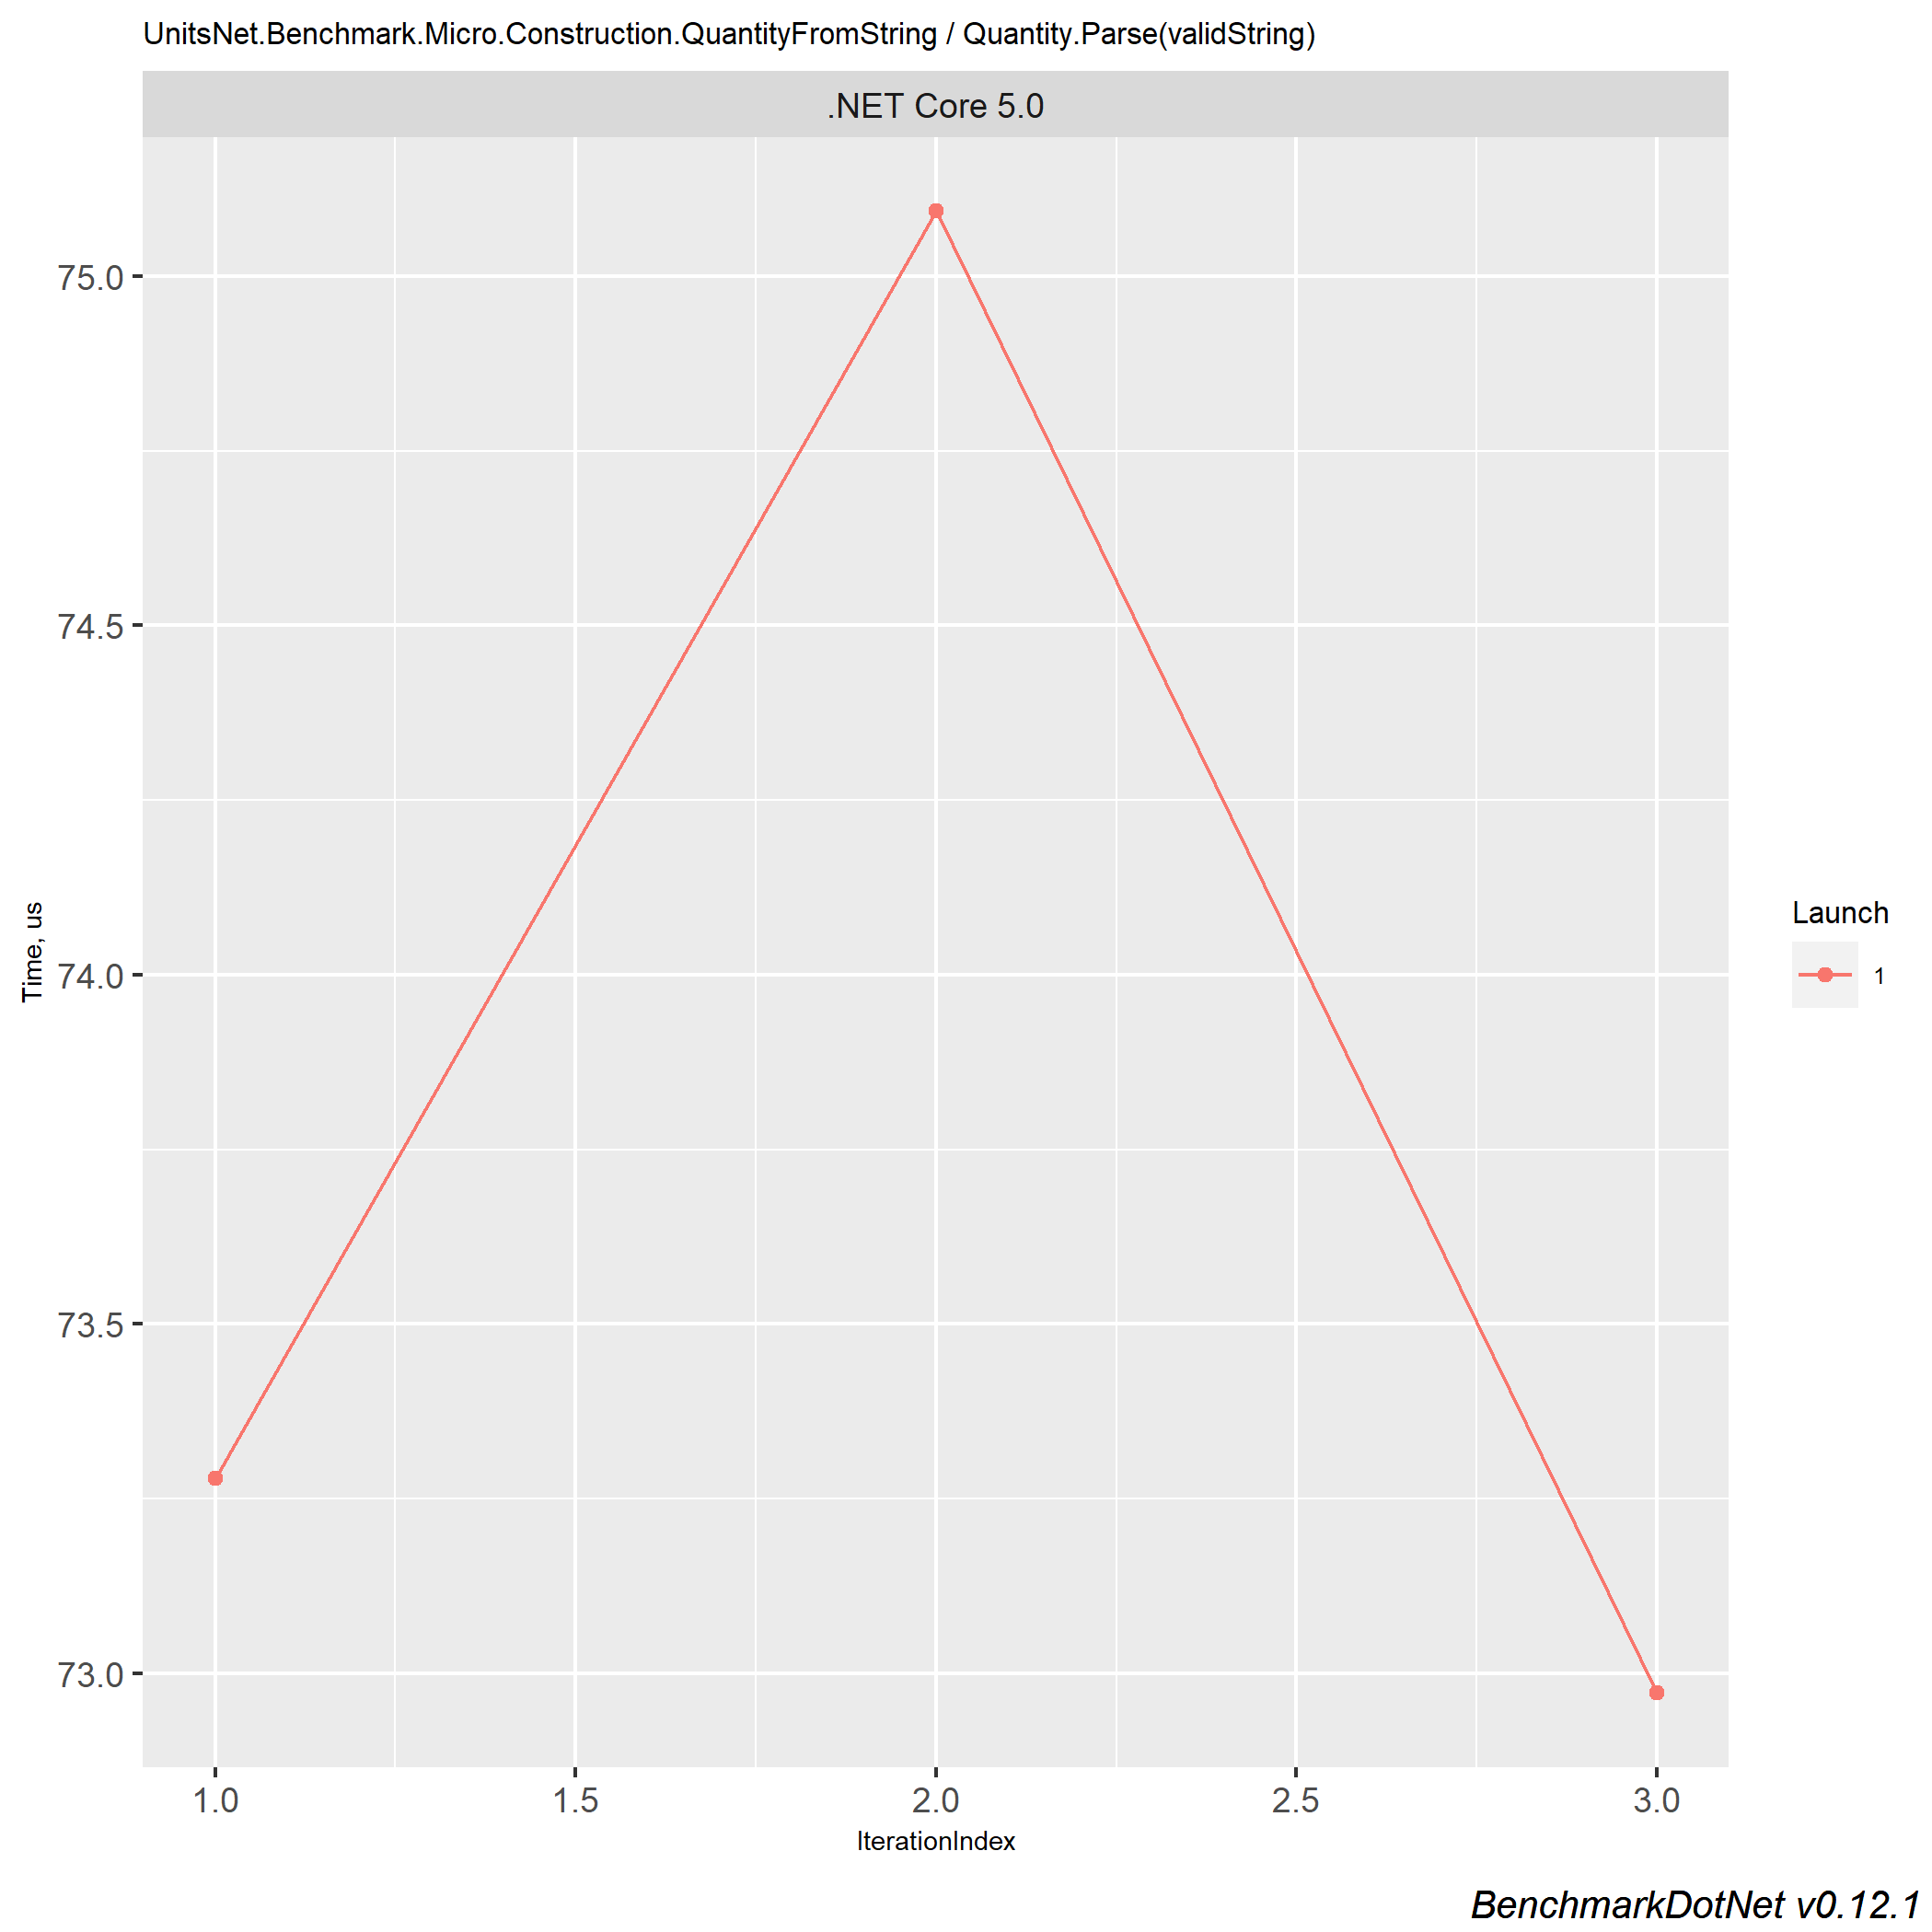 UnitsNet.Benchmark.Micro.Construction.QuantityFromString / Quantity.Parse(validString)
.NET Core 5.0
75.0
74.5
74.0
73.5
73.0
Time, us
1.0 1.5 2.0 2.5 3.0
IterationIndex
Launch
1
BenchmarkDotNet v0.12.1